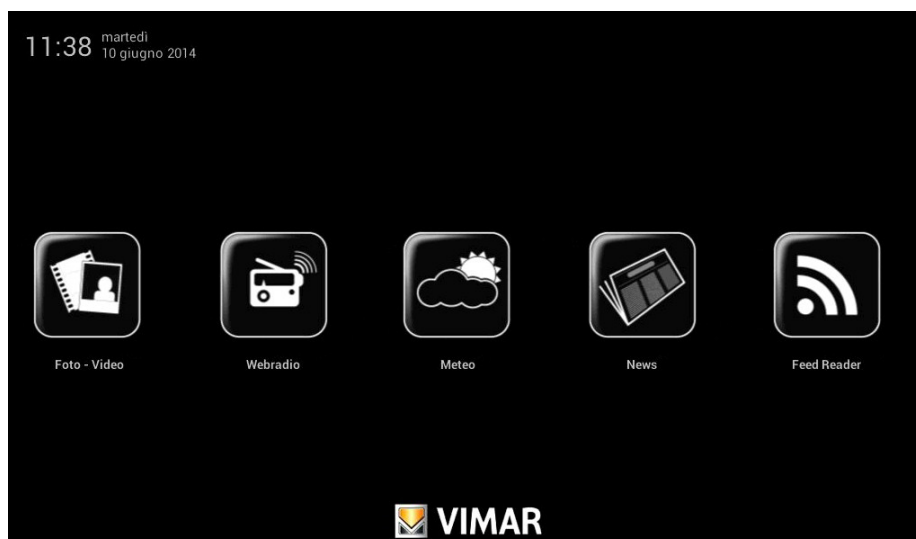 11:38
martedì
10 giugno 2014
Foto - Video
Webradio
Meteo
News
Feed Reader
VIMAR